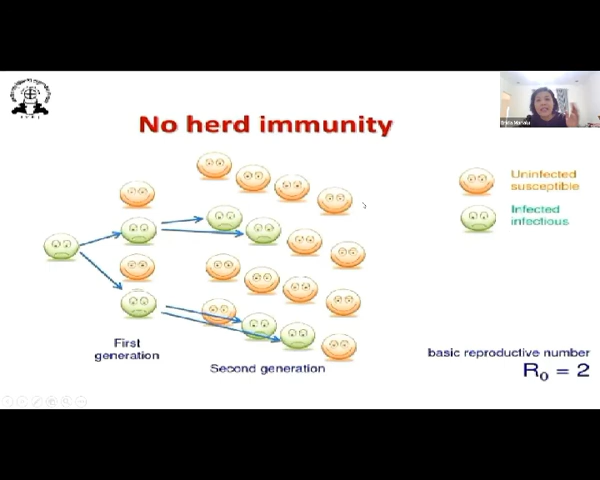 No herd immunity
Uninfected
susceptible
Infected
infectious
First
generation
Second generation
basic reproductive number
R₀ = 2